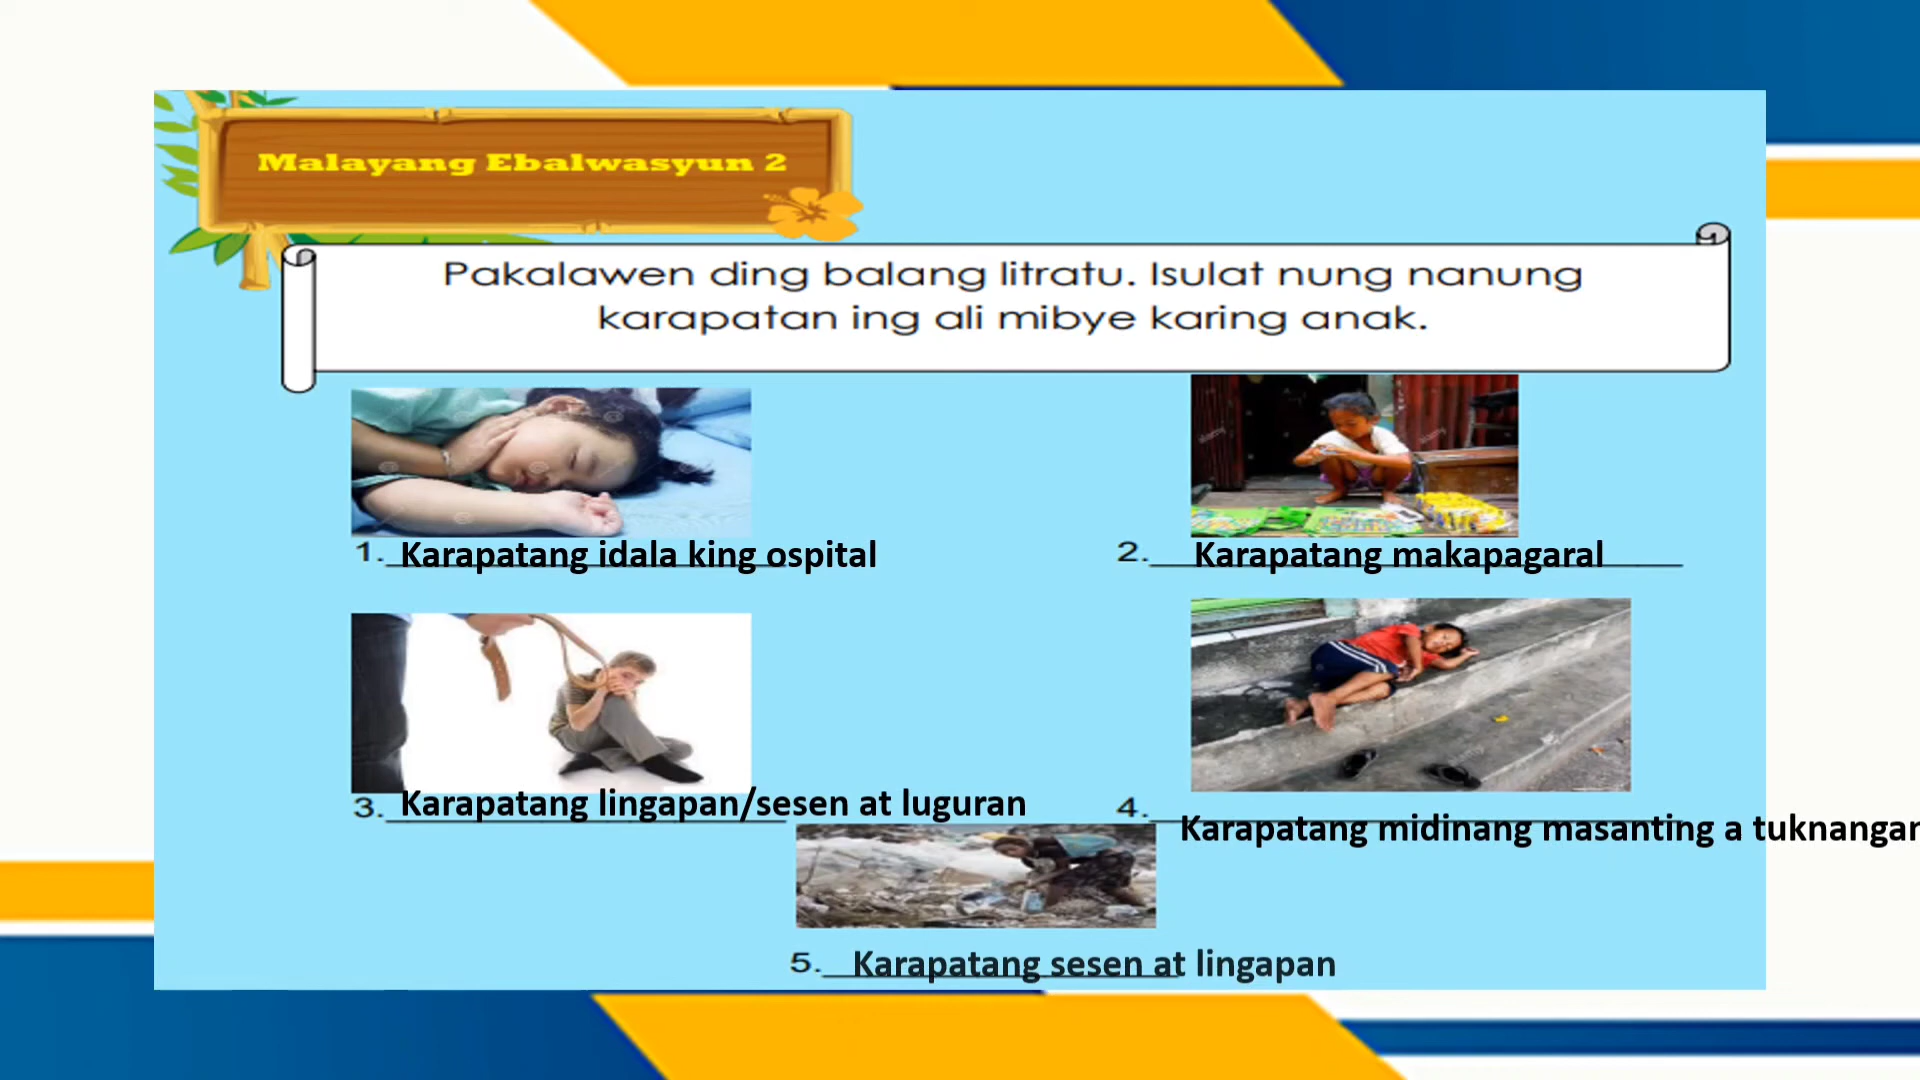 Malayang Ebalwasyun 2
Pakalawen ding balang litratu. Isulat nung nanung
karapatan ing ali mibye karing anak.
1. Karapatang idala king ospital
2. Karapatang makapagaral
3. Karapatang lingapan/sesen at luguran
4. Karapatang midinang masanting a tuknangan
5. Karapatang sesen at lingapan